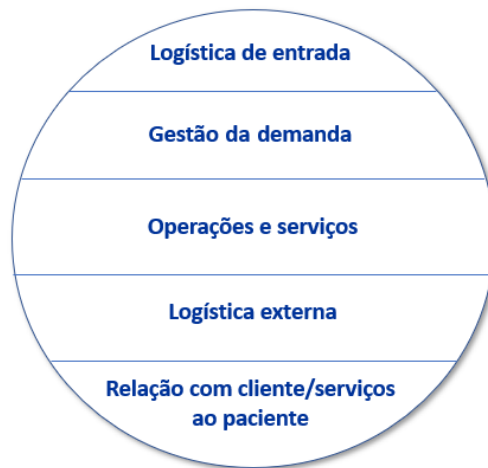 Logística de entrada
Gestão da demanda
Operações e serviços
Logística externa
Relação com cliente/serviços
ao paciente